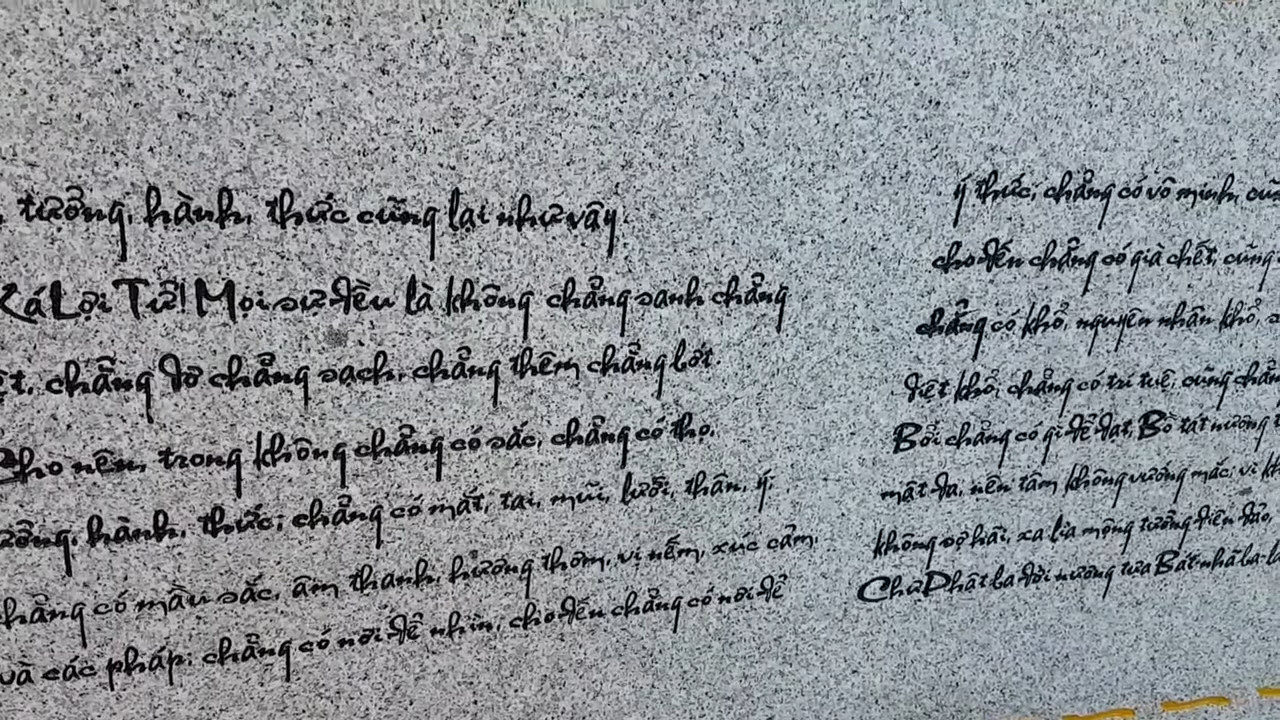 tưởng, hành, thức cũng lại như vậy.
Xá Lợi Tử! Mọi sự đều là không chẳng sanh chẳng
chẳng dơ chẳng sạch, chẳng thêm chẳng bớt.
Cho nên, trong không chẳng có sắc, chẳng có thọ,
tưởng, hành, thức; chẳng có mắt, tai, mũi, lưỡi, thân, ý;
chẳng có màu sắc, âm thanh, hương thơm, vị nếm, xúc cảm,
và các pháp; chẳng có nơi để nhìn, cho đến chẳng có nơi để
ý thức, chẳng có vô minh,
cho đến chẳng có già chết, cũng
chẳng có khổ, nguyên nhân khổ,
diệt khổ, chẳng có trí tuệ, cũng chẳng
Bởi chẳng có gì để đạt, Bồ tát nương
mật đa, nên tâm không vướng mắc, vì
không sợ hãi, xa lìa mộng tưởng điên đảo,
Chư Phật ba đời nương tựa Bát-nhã-ba-la